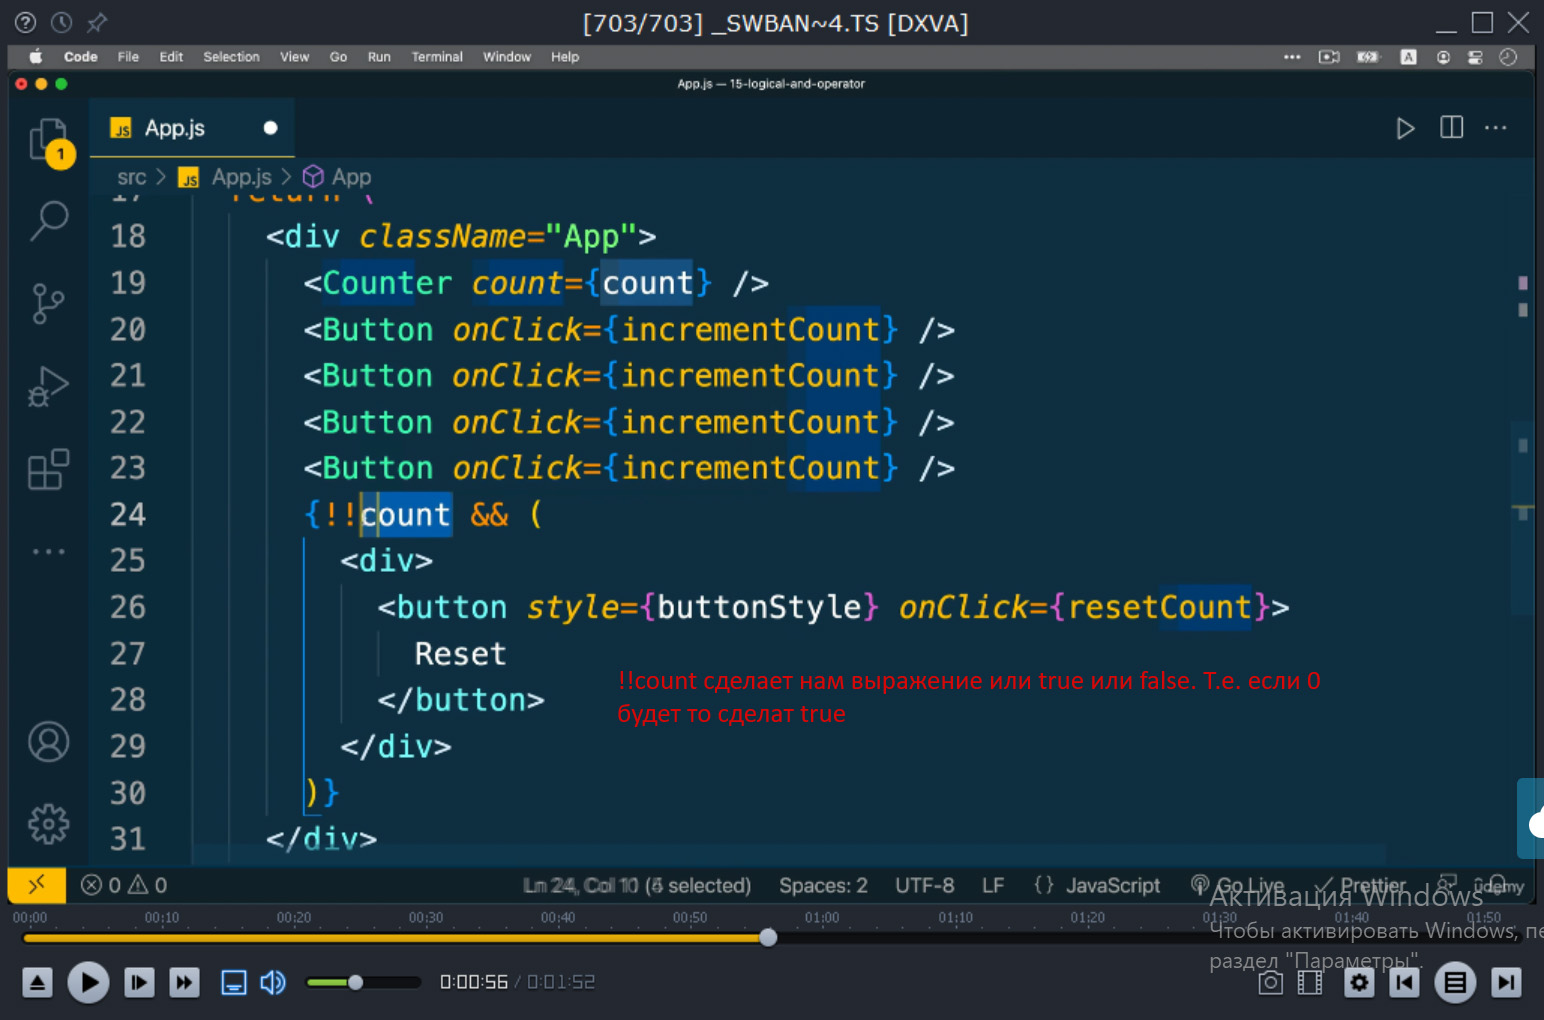 [703/703] _SWBAN~4.TS [DXVA]
Code File Edit Selection View Go Run Terminal Window Help
A
App.js — 15-logical-and-operator
JS App.js
1
src > JS App.js > App
17 return (
18 <div className="App">
19 <Counter count={count} />
20 <Button onClick={incrementCount} />
21 <Button onClick={incrementCount} />
22 <Button onClick={incrementCount} />
23 <Button onClick={incrementCount} />
24 {!!count && (
25 <div>
26 <button style={buttonStyle} onClick={resetCount}>
27 Reset
!!count сделает нам выражение или true или false. Т.е. если 0
будет то сделат true
28 </button>
29 </div>
30 )}
31 </div>
0 0 Ln 24, Col 10 ( selected) Spaces: 2 UTF-8 LF {} JavaScript Go Live Prettier
ûdemy
Активация Windows
Чтобы активировать Windows,
раздел "Параметры".
00:00 00:10 00:20 00:30 00:40 00:50 01:00 01:10 01:20 01:30 01:40 01:50
0:00:56 / 0:01:52